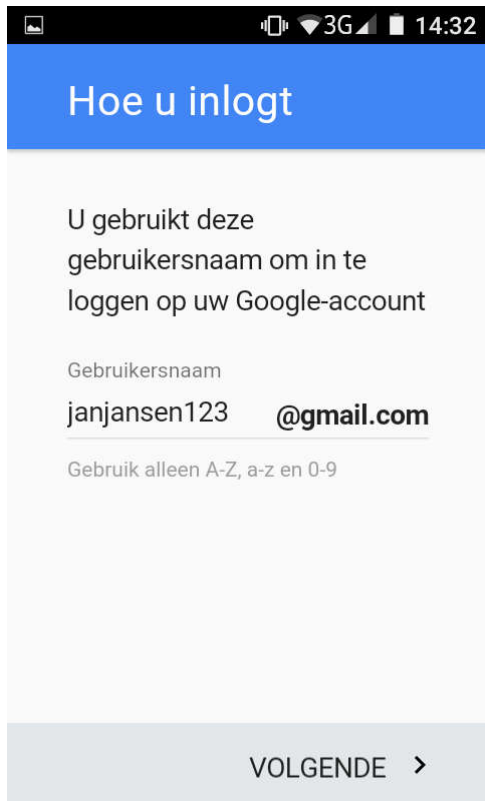 3G 14:32
Hoe u inlogt
U gebruikt deze
gebruikersnaam om in te
loggen op uw Google-account
Gebruikersnaam
janjansen123 @gmail.com
Gebruik alleen A-Z, a-z en 0-9
VOLGENDE